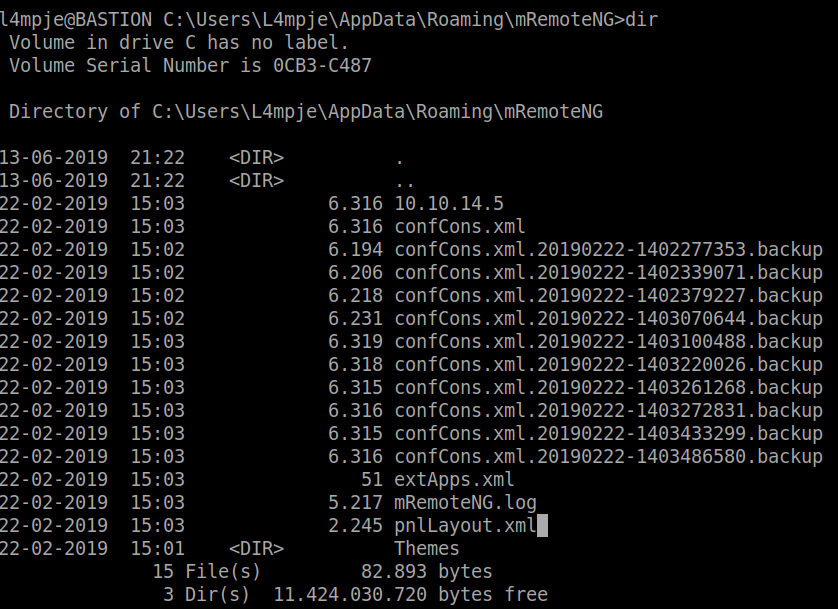 l4mpje@BASTION C:\Users\L4mpje\AppData\Roaming\mRemoteNG>dir
Volume in drive C has no label.
Volume Serial Number is 0CB3-C487
Directory of C:\Users\L4mpje\AppData\Roaming\mRemoteNG
13-06-2019  21:22    <DIR>          .
13-06-2019  21:22    <DIR>          ..
22-02-2019  15:03             6.316 10.10.14.5
22-02-2019  15:03             6.316 confCons.xml
22-02-2019  15:02             6.194 confCons.xml.20190222-1402277353.backup
22-02-2019  15:02             6.206 confCons.xml.20190222-1402339071.backup
22-02-2019  15:02             6.218 confCons.xml.20190222-1402379227.backup
22-02-2019  15:02             6.231 confCons.xml.20190222-1403070644.backup
22-02-2019  15:03             6.319 confCons.xml.20190222-1403100488.backup
22-02-2019  15:03             6.318 confCons.xml.20190222-1403220026.backup
22-02-2019  15:03             6.315 confCons.xml.20190222-1403261268.backup
22-02-2019  15:03             6.316 confCons.xml.20190222-1403272831.backup
22-02-2019  15:03             6.315 confCons.xml.20190222-1403433299.backup
22-02-2019  15:03             6.316 confCons.xml.20190222-1403486580.backup
22-02-2019  15:03                51 extApps.xml
22-02-2019  15:03             5.217 mRemoteNG.log
22-02-2019  15:03             2.245 pnlLayout.xml
22-02-2019  15:01    <DIR>          Themes
15 File(s)         82.893 bytes
3 Dir(s)  11.424.030.720 bytes free